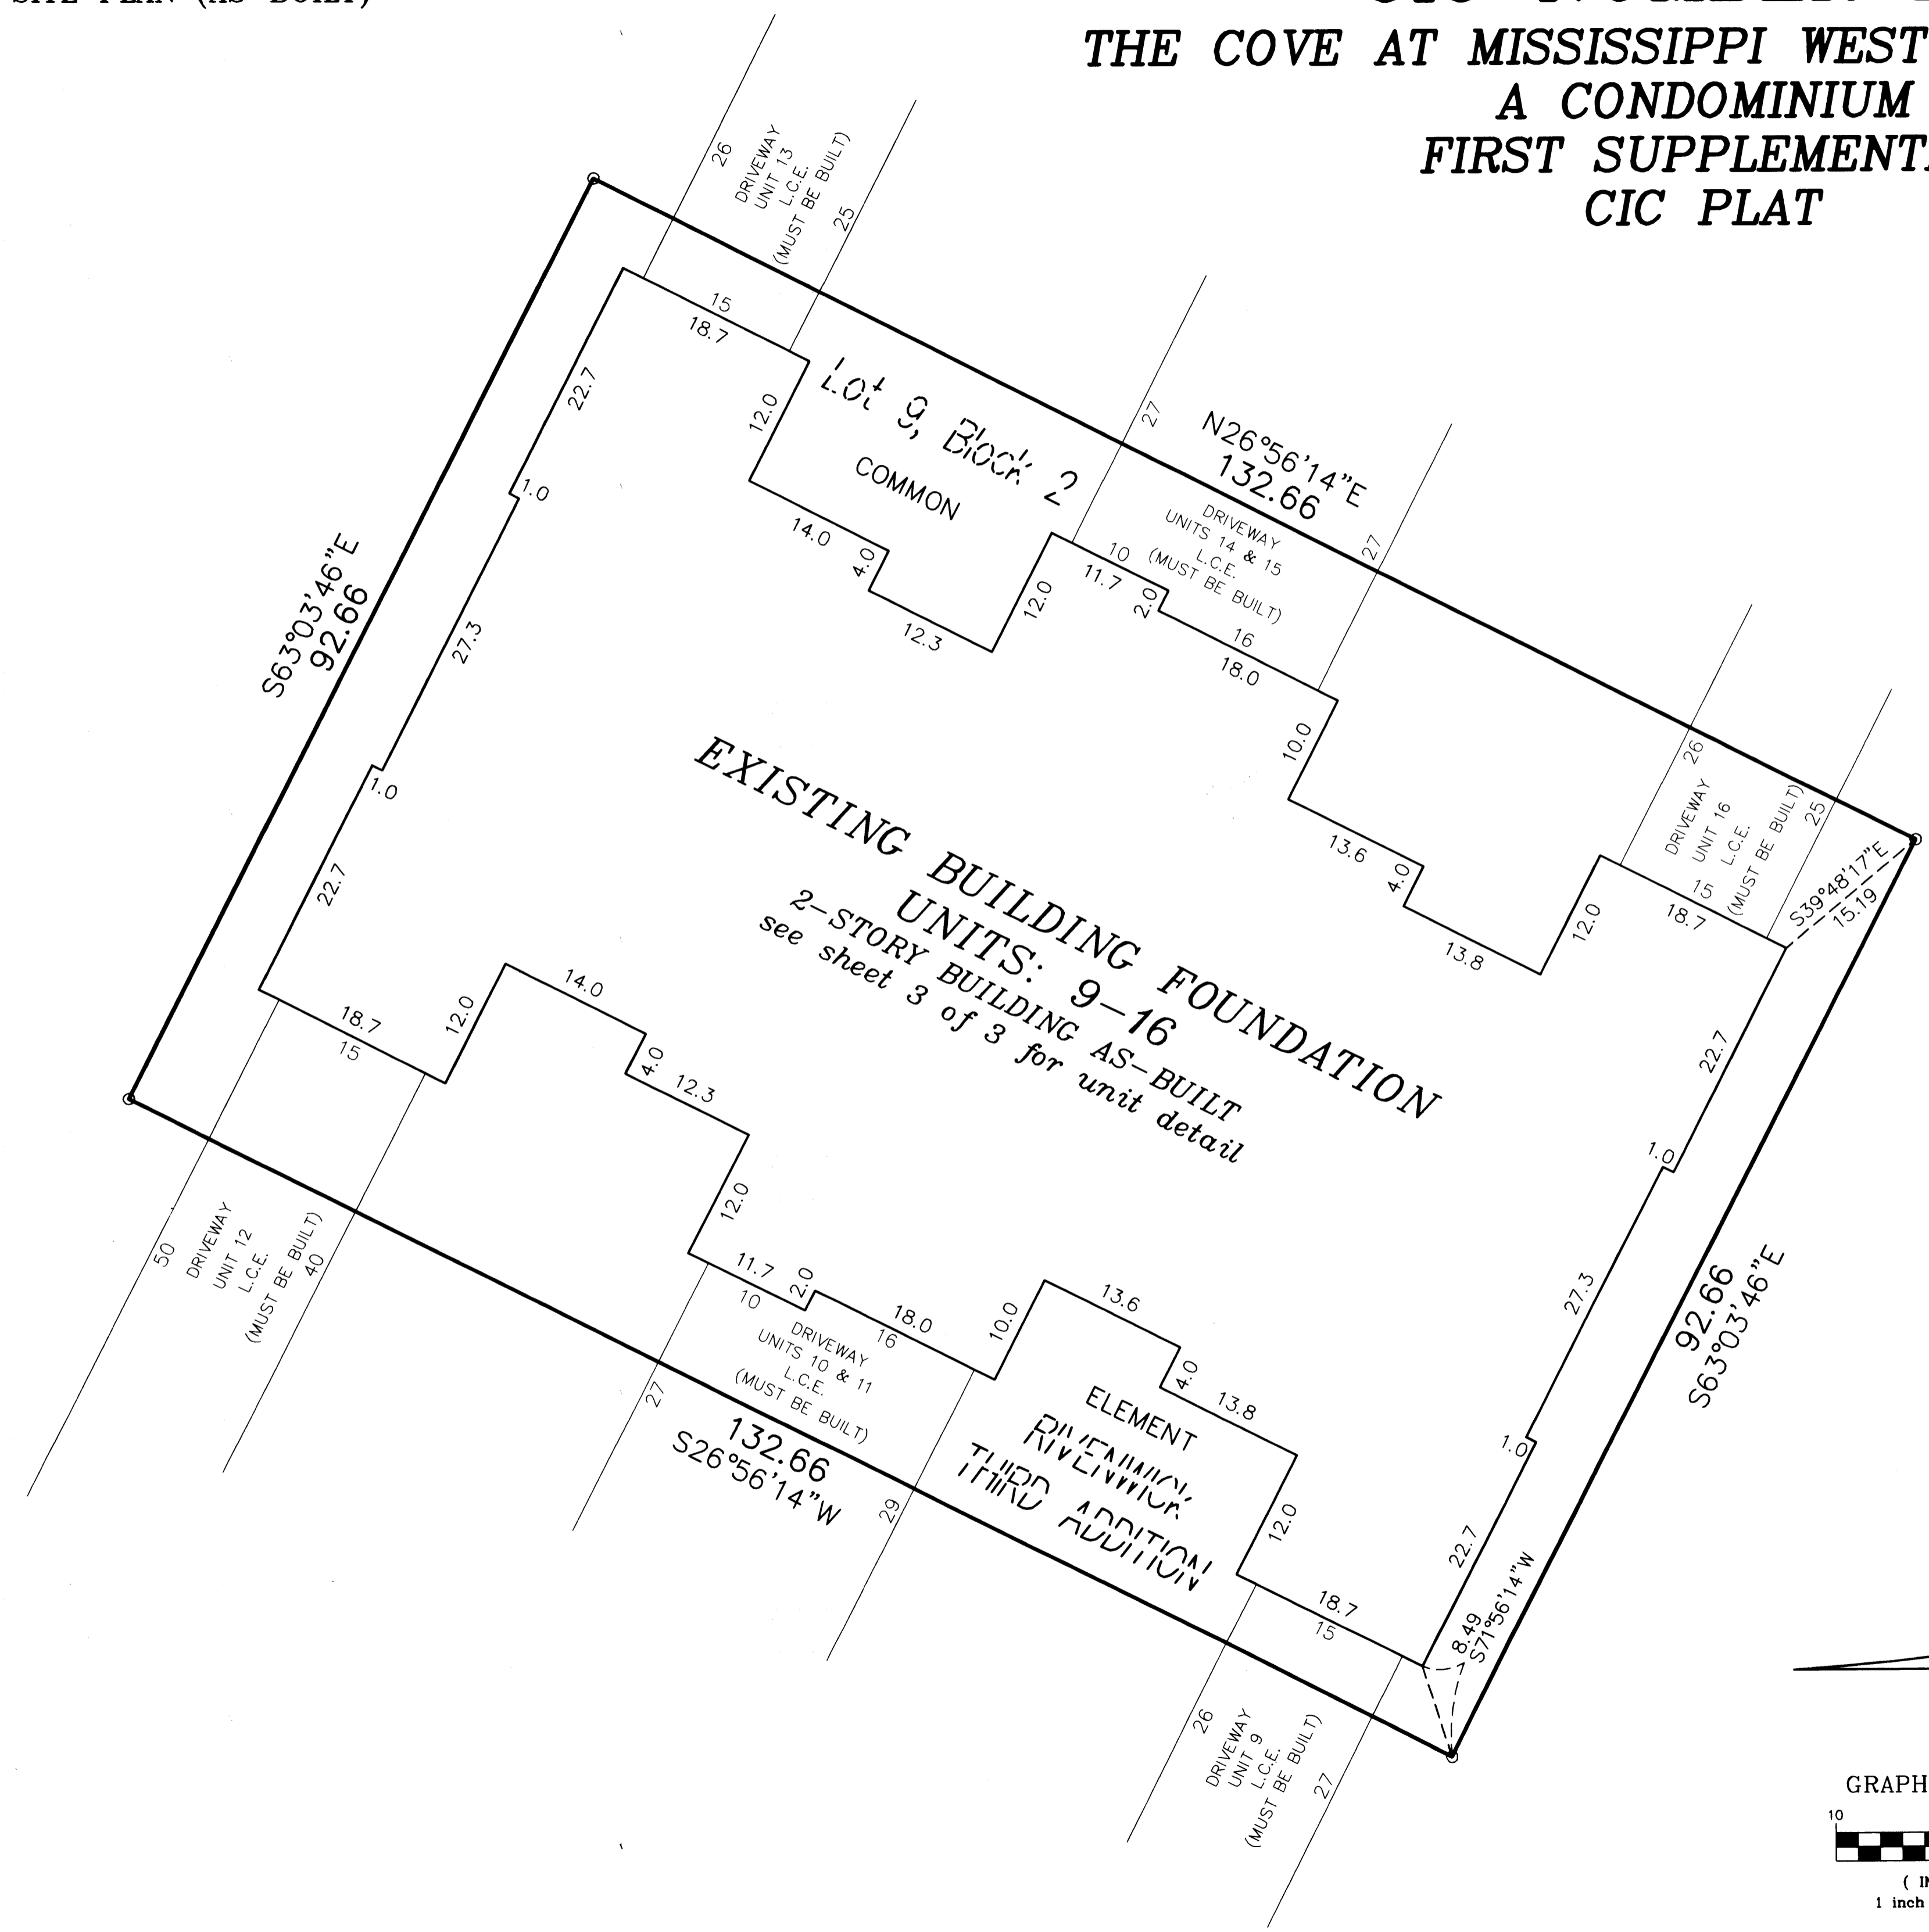 SITE PLAN (AS-BUILT)
CIC NUMBER:
THE COVE AT MISSISSIPPI WEST
A CONDOMINIUM
FIRST SUPPLEMENT
CIC PLAT
26
DRIVEWAY
UNIT 13
L.C.E.
(MUST BE BUILT)
25
15
18.7
22.7
12.0
Lot 9, Block 2
COMMON
1.0
14.0
4.0
12.3
12.0
27
N26°56'14"E
132.66
27
DRIVEWAY
UNITS 14 & 15
L.C.E.
(MUST BE BUILT)
10
11.7
2.0
16
18.0
S63°03'46"E
92.66
27.3
10.0
13.6
4.0
13.8
12.0
26
DRIVEWAY
UNIT 16
L.C.E.
(MUST BE BUILT)
25
15
18.7
S39°48'17"E
15.19
1.0
22.7
EXISTING BUILDING FOUNDATION
UNITS: 9-16
2-STORY BUILDING AS-BUILT
see sheet 3 of 3 for unit detail
22.7
1.0
27.3
92.66
S63°03'46"E
1.0
22.7
18.7
15
12.0
14.0
4.0
12.3
12.0
50
DRIVEWAY
UNIT 12
L.C.E.
(MUST BE BUILT)
40
11.7
10
2.0
18.0
16
DRIVEWAY
UNITS 10 & 11
L.C.E.
(MUST BE BUILT)
27
132.66
S26°56'14"W
29
10.0
13.6
4.0
13.8
ELEMENT
RIVENWICK
THIRD ADDITION
12.0
18.7
15
8.49
S71°56'14"W
26
DRIVEWAY
UNIT 9
L.C.E.
(MUST BE BUILT)
27
GRAPH
10
( IN
1 inch